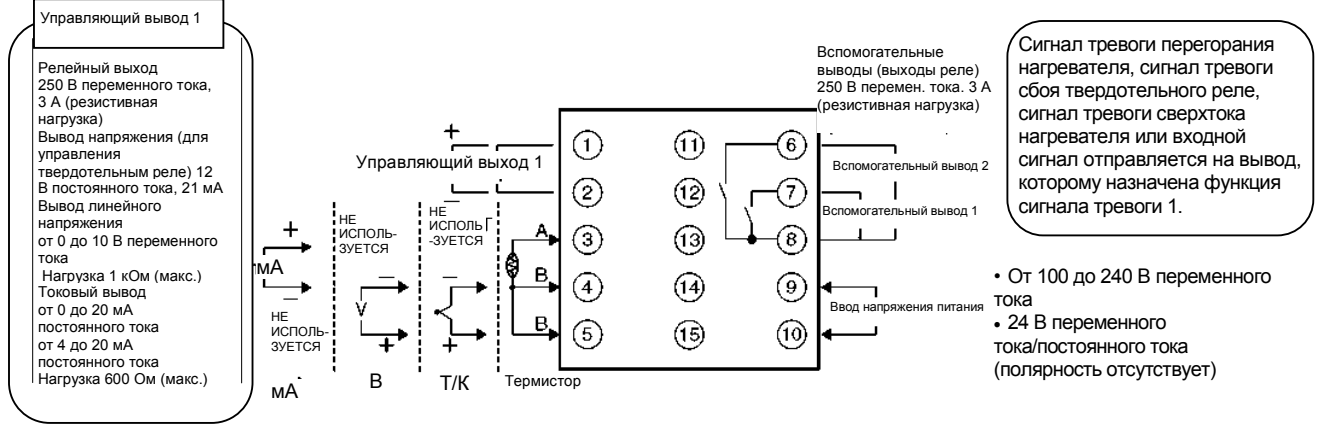 Управляющий вывод 1
Релейный выход
250 В переменного тока,
3 А (резистивная
нагрузка)
Вывод напряжения (для
управления
твердотельным реле) 12
В постоянного тока, 21 мА
Вывод линейного
напряжения
от 0 до 10 В переменного
тока
Нагрузка 1 кОм (макс.)
Токовый вывод
от 0 до 20 мА
постоянного тока
от 4 до 20 мА
постоянного тока
Нагрузка 600 Ом (макс.)
+
мА
−
НЕ
ИСПОЛЬ-
ЗУЕТСЯ
мА
НЕ
ИСПОЛЬ-
ЗУЕТСЯ
−
V
+
В
НЕ
ИСПОЛЬ
-ЗУЕТСЯ
−
+
Т/К
+
Управляющий выход 1
−
A
B
B
Термистор
1
2
3
4
5
11
12
13
14
15
6
7
8
9
10
Вспомогательные
выводы (выходы реле)
250 В перемен. тока. 3 А
(резистивная нагрузка)
Вспомогательный вывод 2
Вспомогательный вывод 1
Ввод напряжения питания
Сигнал тревоги перегорания
нагревателя, сигнал тревоги
сбоя твердотельного реле,
сигнал тревоги сверхтока
нагревателя или входной
сигнал отправляется на вывод,
которому назначена функция
сигнала тревоги 1.
• От 100 до 240 В переменного
тока
• 24 В переменного
тока/постоянного тока
(полярность отсутствует)